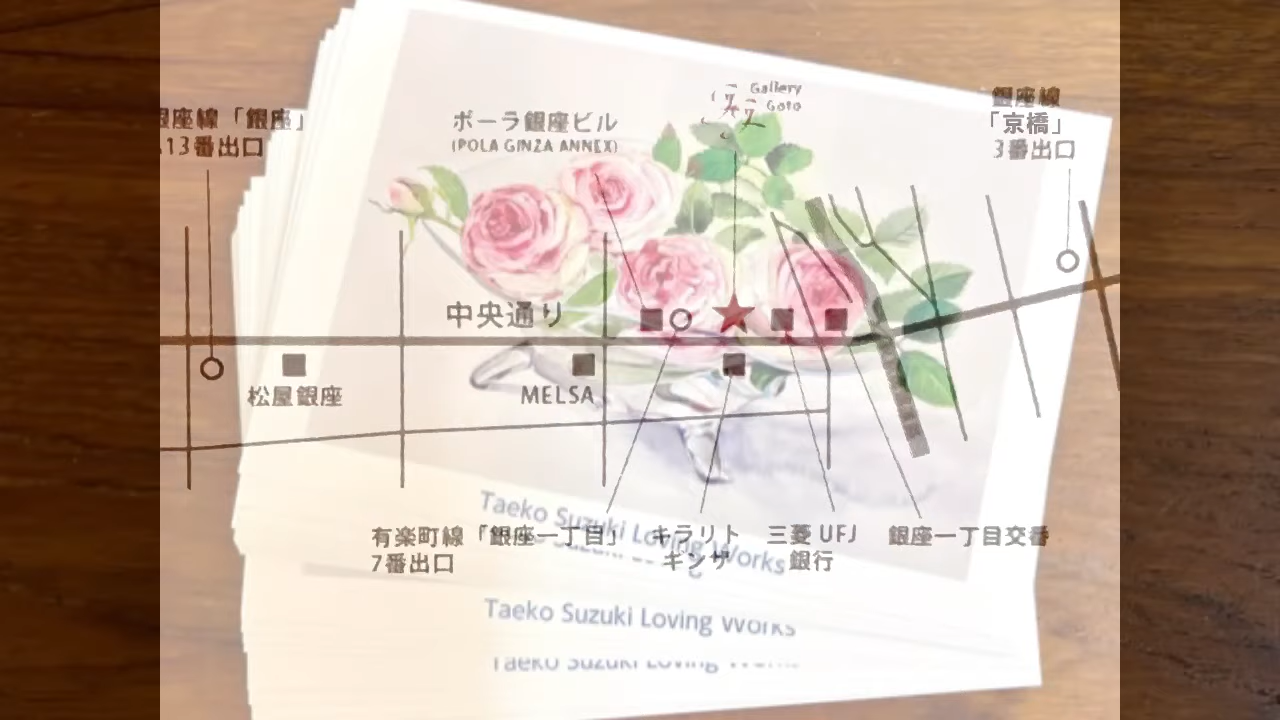 Gallery
Goto
銀座線「銀座」
13番出口
ポーラ銀座ビル
(POLA GINZA ANNEX)
銀座線
「京橋」
3番出口
中央通り
松屋銀座
MELSA
有楽町線「銀座一丁目」
7番出口
キラリト
ギンザ
三菱 UFJ
銀行
銀座一丁目交番
Taeko Suzuki Loving Works
Taeko Suzuki Loving Works
Taeko Suzuki Loving Works